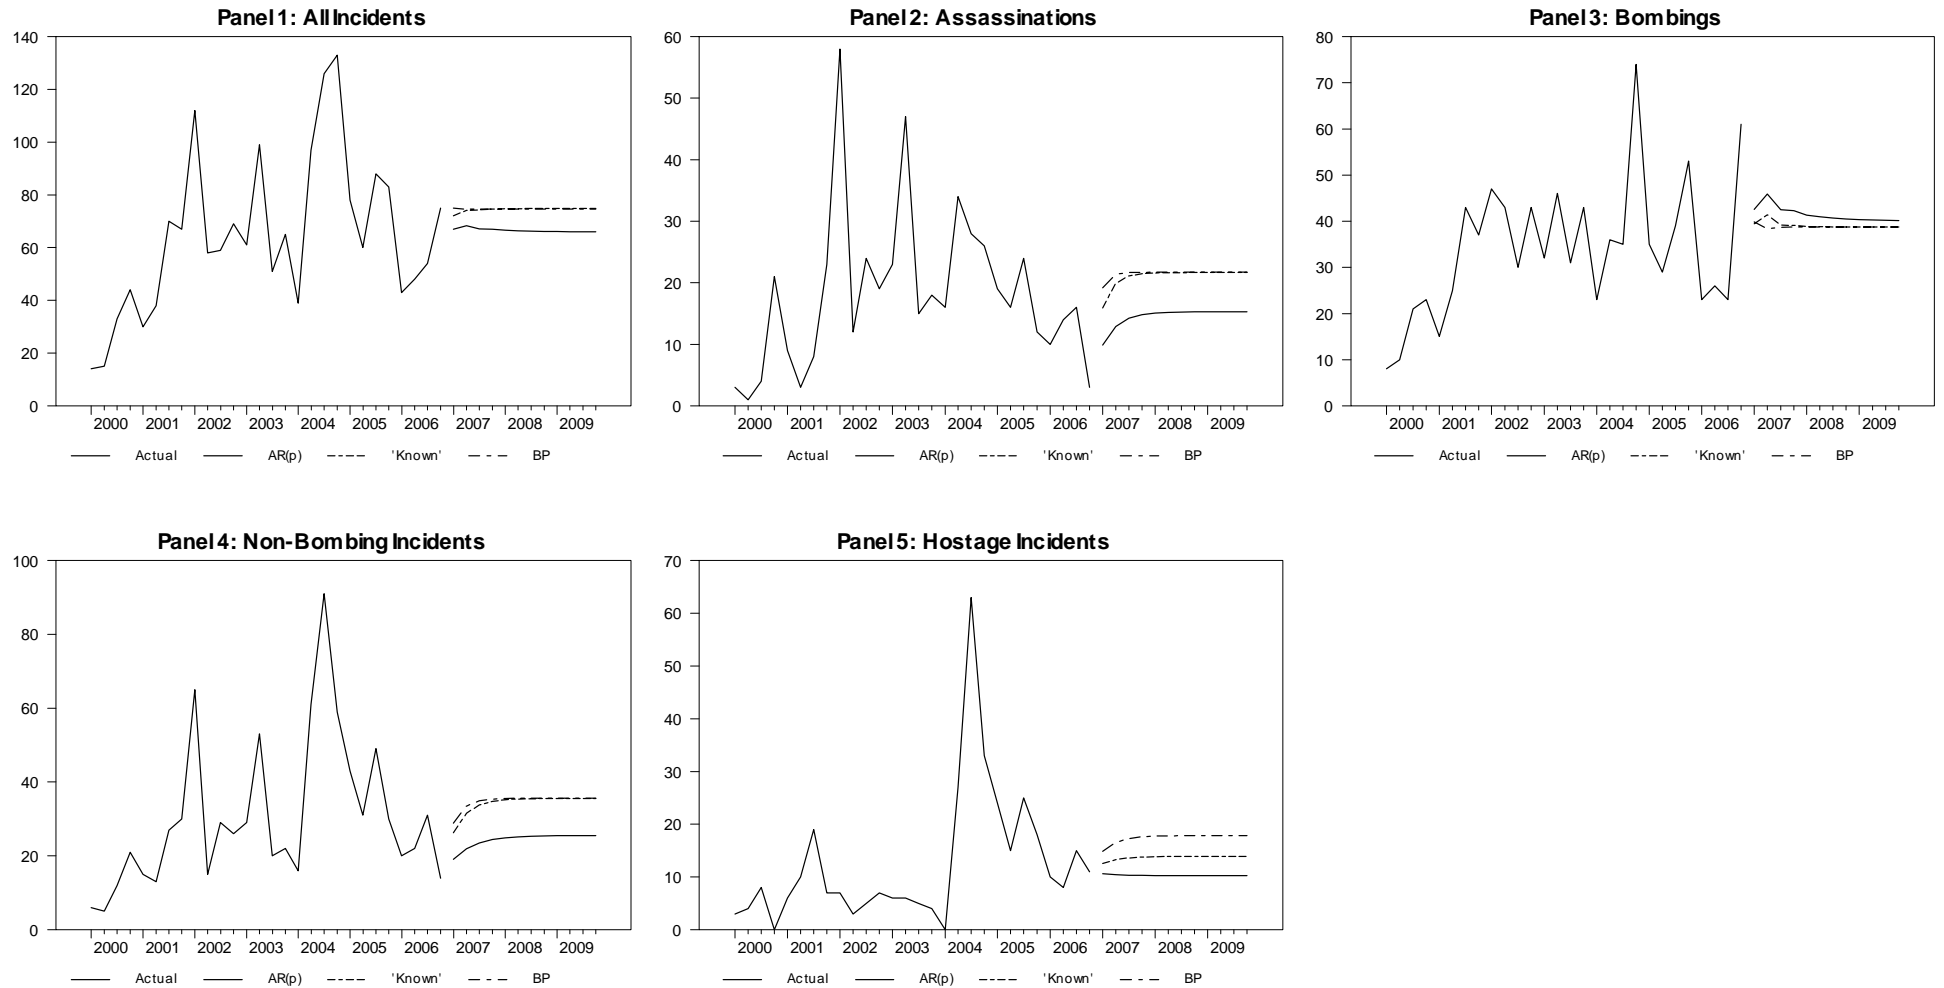 Panel 1: All Incidents
140
120
100
80
60
40
20
0
2000 2001 2002 2003 2004 2005 2006 2007 2008 2009
Actual AR(p) 'Known' BP
Panel 2: Assassinations
60
50
40
30
20
10
0
2000 2001 2002 2003 2004 2005 2006 2007 2008 2009
Actual AR(p) 'Known' BP
Panel 3: Bombings
80
70
60
50
40
30
20
10
0
2000 2001 2002 2003 2004 2005 2006 2007 2008 2009
Actual AR(p) 'Known' BP
Panel 4: Non-Bombing Incidents
100
80
60
40
20
0
2000 2001 2002 2003 2004 2005 2006 2007 2008 2009
Actual AR(p) 'Known' BP
Panel 5: Hostage Incidents
70
60
50
40
30
20
10
0
2000 2001 2002 2003 2004 2005 2006 2007 2008 2009
Actual AR(p) 'Known' BP